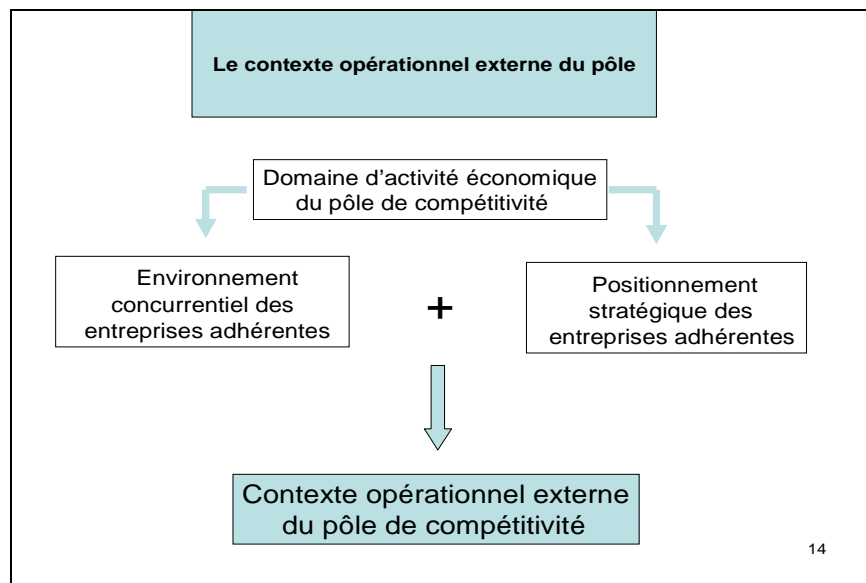 Le contexte opérationnel externe du pôle
Domaine d'activité économique
du pôle de compétitivité
Environnement
concurrentiel des
entreprises adhérentes
+
Positionnement
stratégique des
entreprises adhérentes
Contexte opérationnel externe
du pôle de compétitivité
14